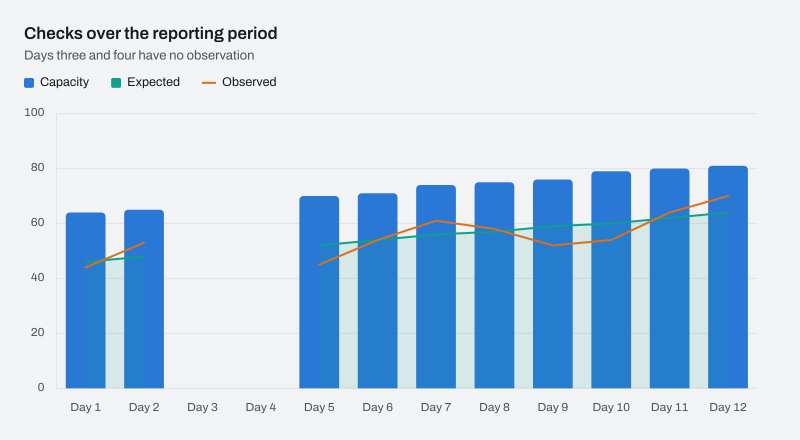 Checks over the reporting period
Days three and four have no observation
Capacity Expected Observed
100
80
60
40
20
0
Day 1 Day 2 Day 3 Day 4 Day 5 Day 6 Day 7 Day 8 Day 9 Day 10 Day 11 Day 12